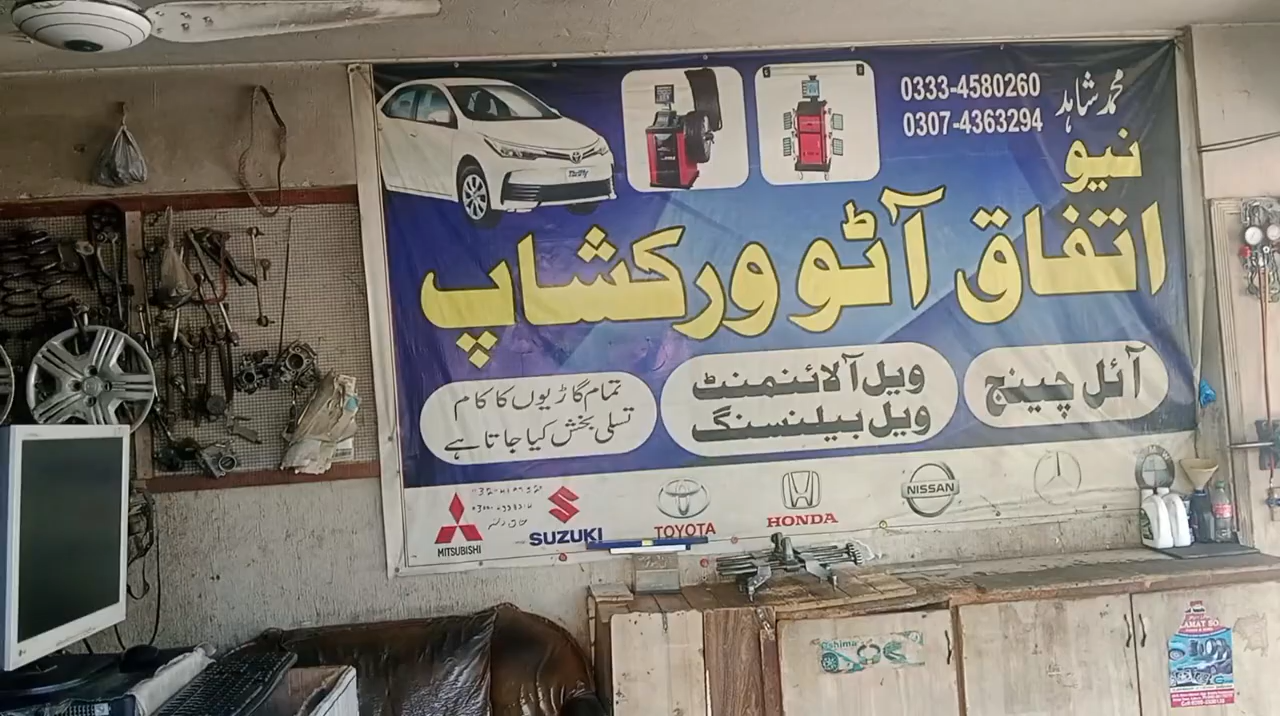 0333-4580260
0307-4363294
محمد شاہد
نیو
اتفاق آٹو ورکشاپ
آئل چینج
ویل آلائنمنٹ
ویل بیلنسنگ
تمام گاڑیوں کا کام
تسلی بخش کیا جاتا ہے
MITSUBISHI
SUZUKI
TOYOTA
HONDA
NISSAN
Oshima